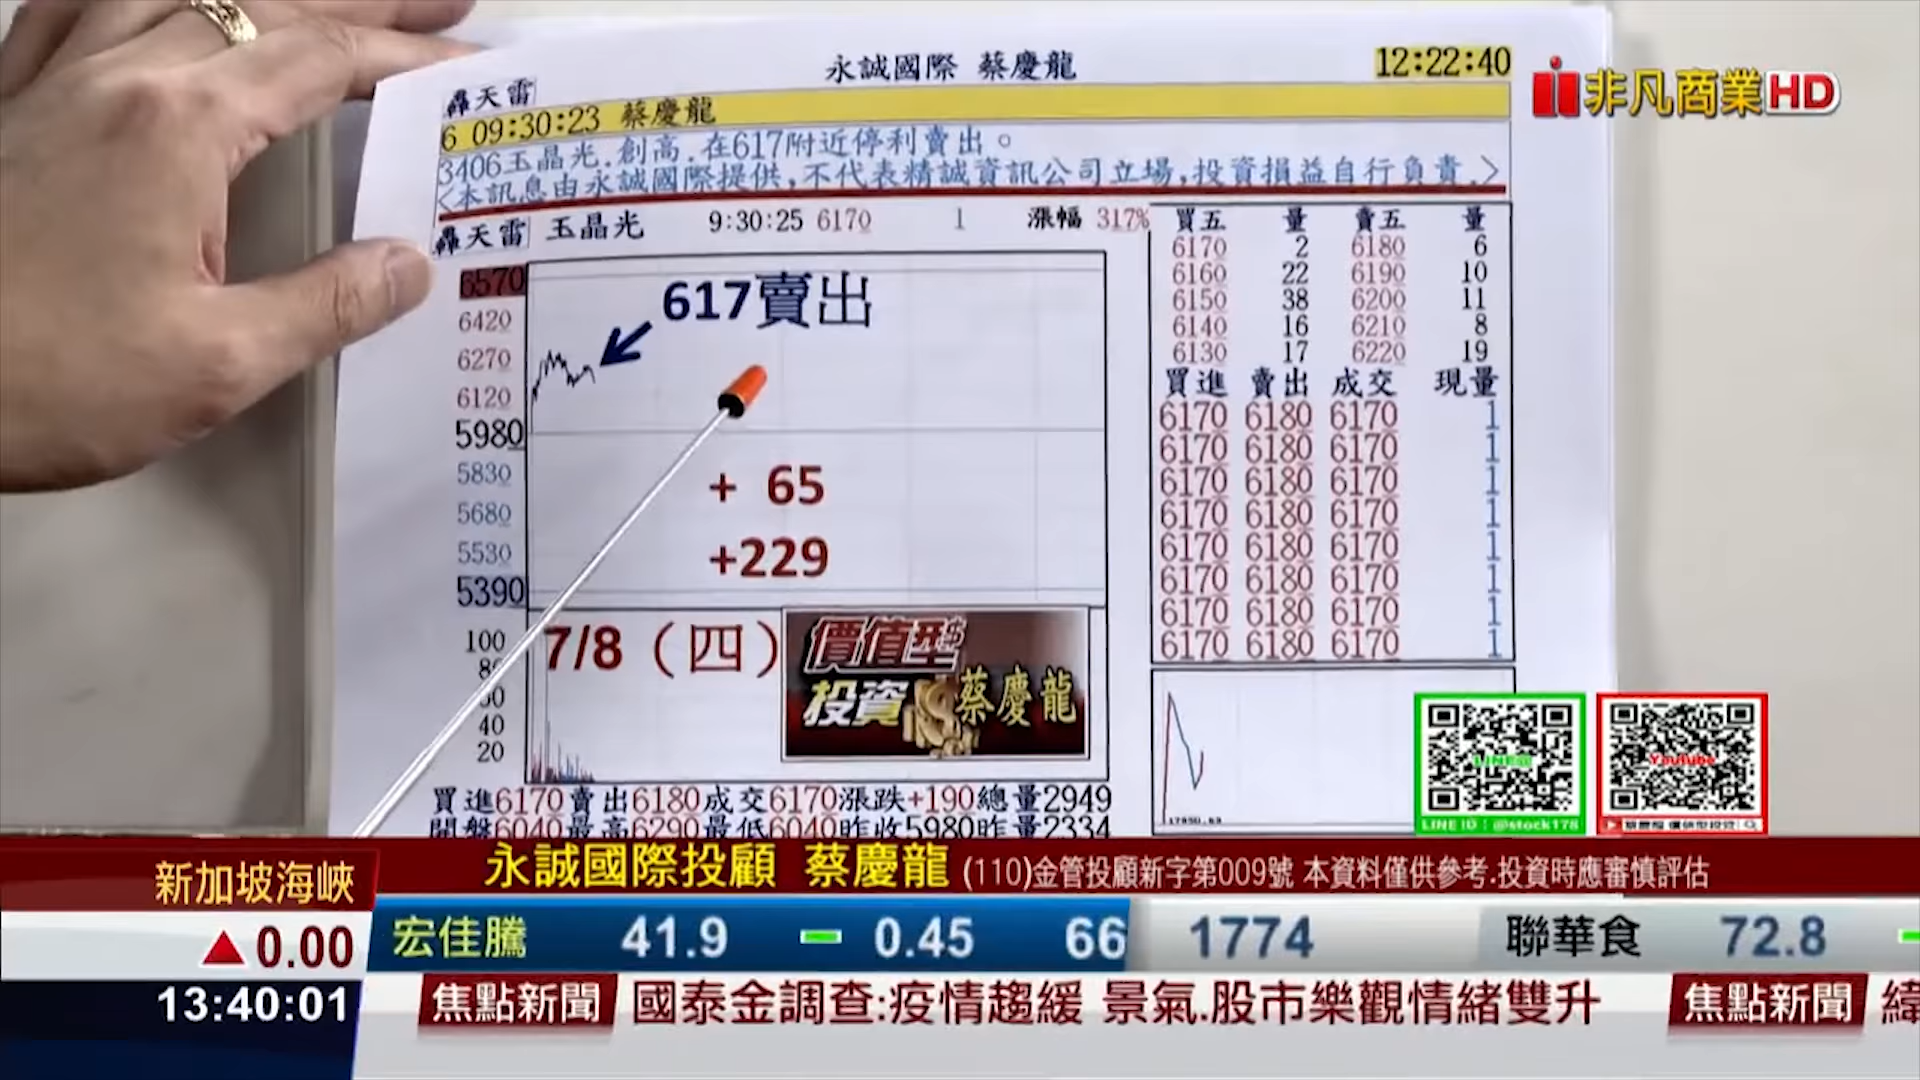 永誠國際 蔡慶龍
12:22:40
非凡商業HD
轟天雷
6 09:30:23 蔡慶龍
3406玉晶光.創高.在617附近停利賣出。
<本訊息由永誠國際提供,不代表精誠資訊公司立場,投資損益自行負責.>
轟天雷 玉晶光 9:30:25 6170 1 漲幅 317%
買五 量 賣五 量
6170 2 6180 6
6160 22 6190 10
6150 38 6200 11
6140 16 6210 8
6130 17 6220 19
買進 賣出 成交 現量
6170 6180 6170 1
6170 6180 6170 1
6170 6180 6170 1
6170 6180 6170 1
6170 6180 6170 1
6170 6180 6170 1
6170 6180 6170 1
6170 6180 6170 1
6570
6420
6270
6120
5980
5830
5680
5530
5390
617賣出
+ 65
+229
100
40
20
7/8（四）
價值型
投資 蔡慶龍
買進6170賣出6180成交6170漲跌+190總量2949
開盤6040最高6290最低6040昨收5980昨量2334
LINE@
LINE ID：@stock178
YouTube
永誠國際投顧 蔡慶龍 (110)金管投顧新字第009號 本資料僅供參考.投資時應審慎評估
新加坡海峽
▲0.00
13:40:01
宏佳騰 41.9 0.45 66 1774 聯華食 72.8
焦點新聞 國泰金調查:疫情趨緩 景氣.股市樂觀情緒雙升 焦點新聞